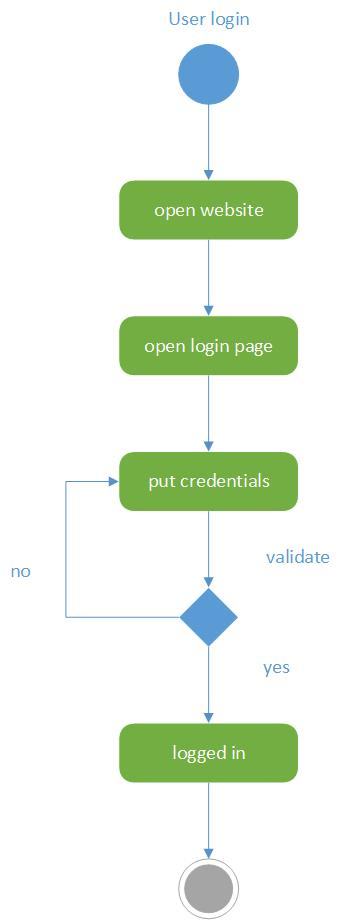 User login
open website
open login page
put credentials
validate
no
yes
logged in